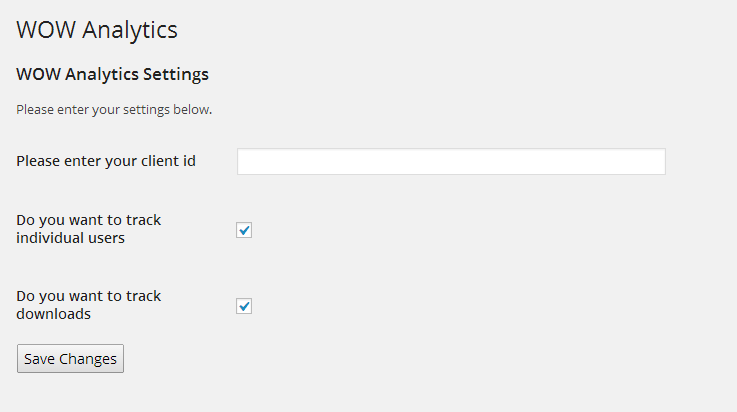 WOW Analytics
WOW Analytics Settings
Please enter your settings below.
Please enter your client id
Do you want to track
individual users
Do you want to track
downloads
Save Changes